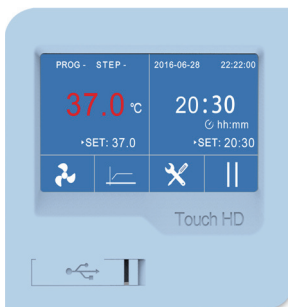 PROG - STEP -
2016-06-28 22:22:00
37.0 ℃
20:30
hh:mm
▸SET: 37.0
▸SET: 20:30
Touch HD